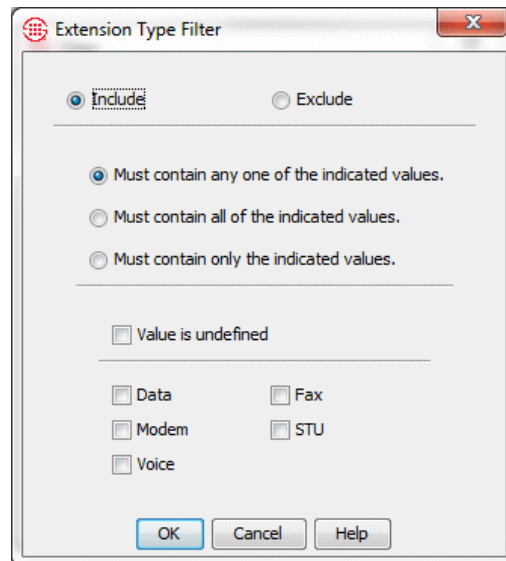 Extension Type Filter
Include Exclude
Must contain any one of the indicated values.
Must contain all of the indicated values.
Must contain only the indicated values.
Value is undefined
Data Fax
Modem STU
Voice
OK Cancel Help